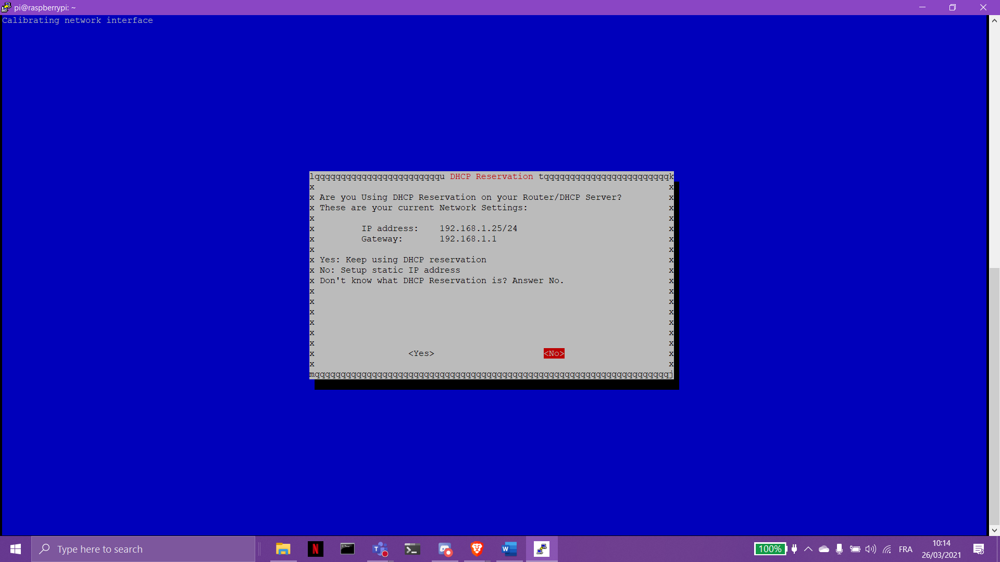 pi@raspberrypi: ~
Calibrating network interface
lqqqqqqqqqqqqqqqqqqqqqqqqu DHCP Reservation tqqqqqqqqqqqqqqqqqqqqqqqqk
x x
x Are you Using DHCP Reservation on your Router/DHCP Server? x
x These are your current Network Settings: x
x x
x IP address: 192.168.1.25/24 x
x Gateway: 192.168.1.1 x
x x
x Yes: Keep using DHCP reservation x
x No: Setup static IP address x
x Don't know what DHCP Reservation is? Answer No. x
x x
x x
x x
x x
x x
x x
x <Yes> <No> x
x x
mqqqqqqqqqqqqqqqqqqqqqqqqqqqqqqqqqqqqqqqqqqqqqqqqqqqqqqqqqqqqqqqqqqqqj
Type here to search
100%
FRA
10:14
26/03/2021